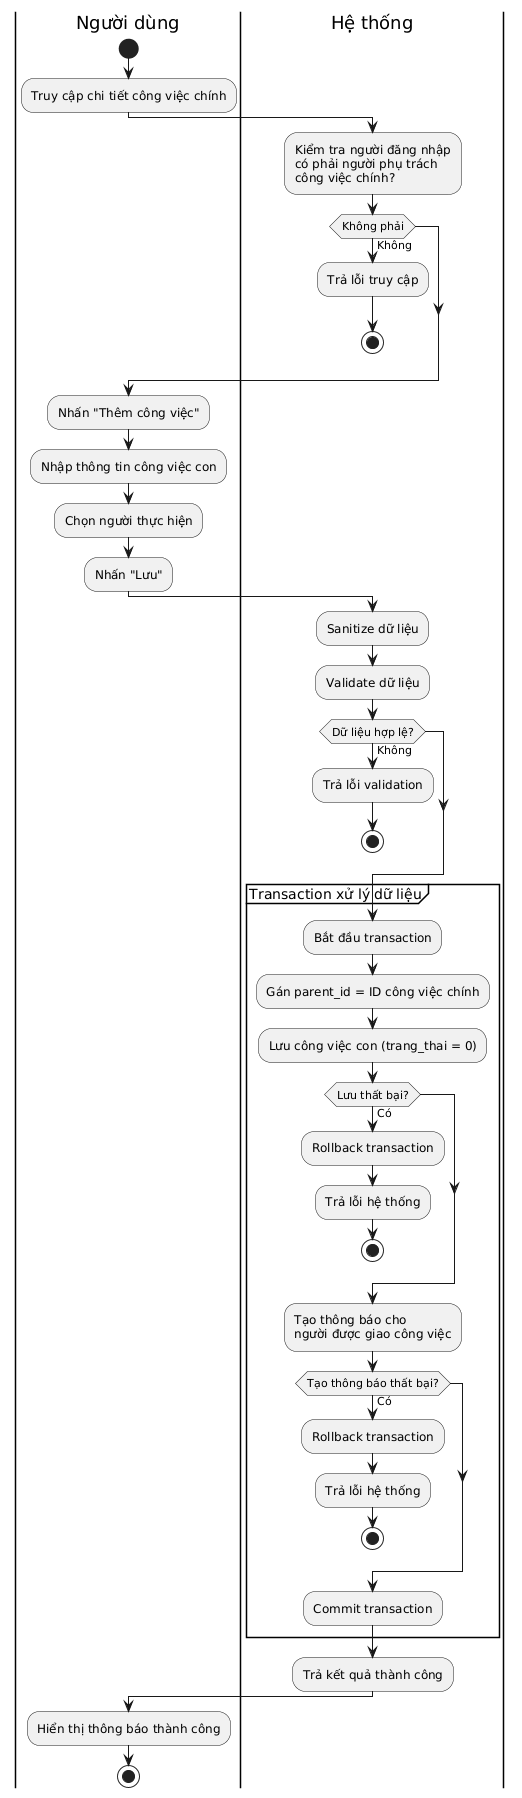 Người dùng
Hệ thống
Truy cập chi tiết công việc chính
Kiểm tra người đăng nhập
có phải người phụ trách
công việc chính?
Không phải
Không
Trả lỗi truy cập
Nhấn "Thêm công việc"
Nhập thông tin công việc con
Chọn người thực hiện
Nhấn "Lưu"
Sanitize dữ liệu
Validate dữ liệu
Dữ liệu hợp lệ?
Không
Trả lỗi validation
Transaction xử lý dữ liệu
Bắt đầu transaction
Gán parent_id = ID công việc chính
Lưu công việc con (trang_thai = 0)
Lưu thất bại?
Có
Rollback transaction
Trả lỗi hệ thống
Tạo thông báo cho
người được giao công việc
Tạo thông báo thất bại?
Có
Rollback transaction
Trả lỗi hệ thống
Commit transaction
Trả kết quả thành công
Hiển thị thông báo thành công